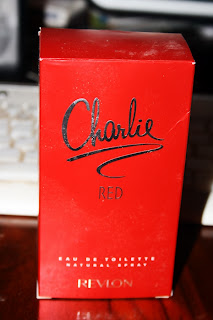 Charlie
RED
EAU DE TOILETTE
NATURAL SPRAY
REVLON